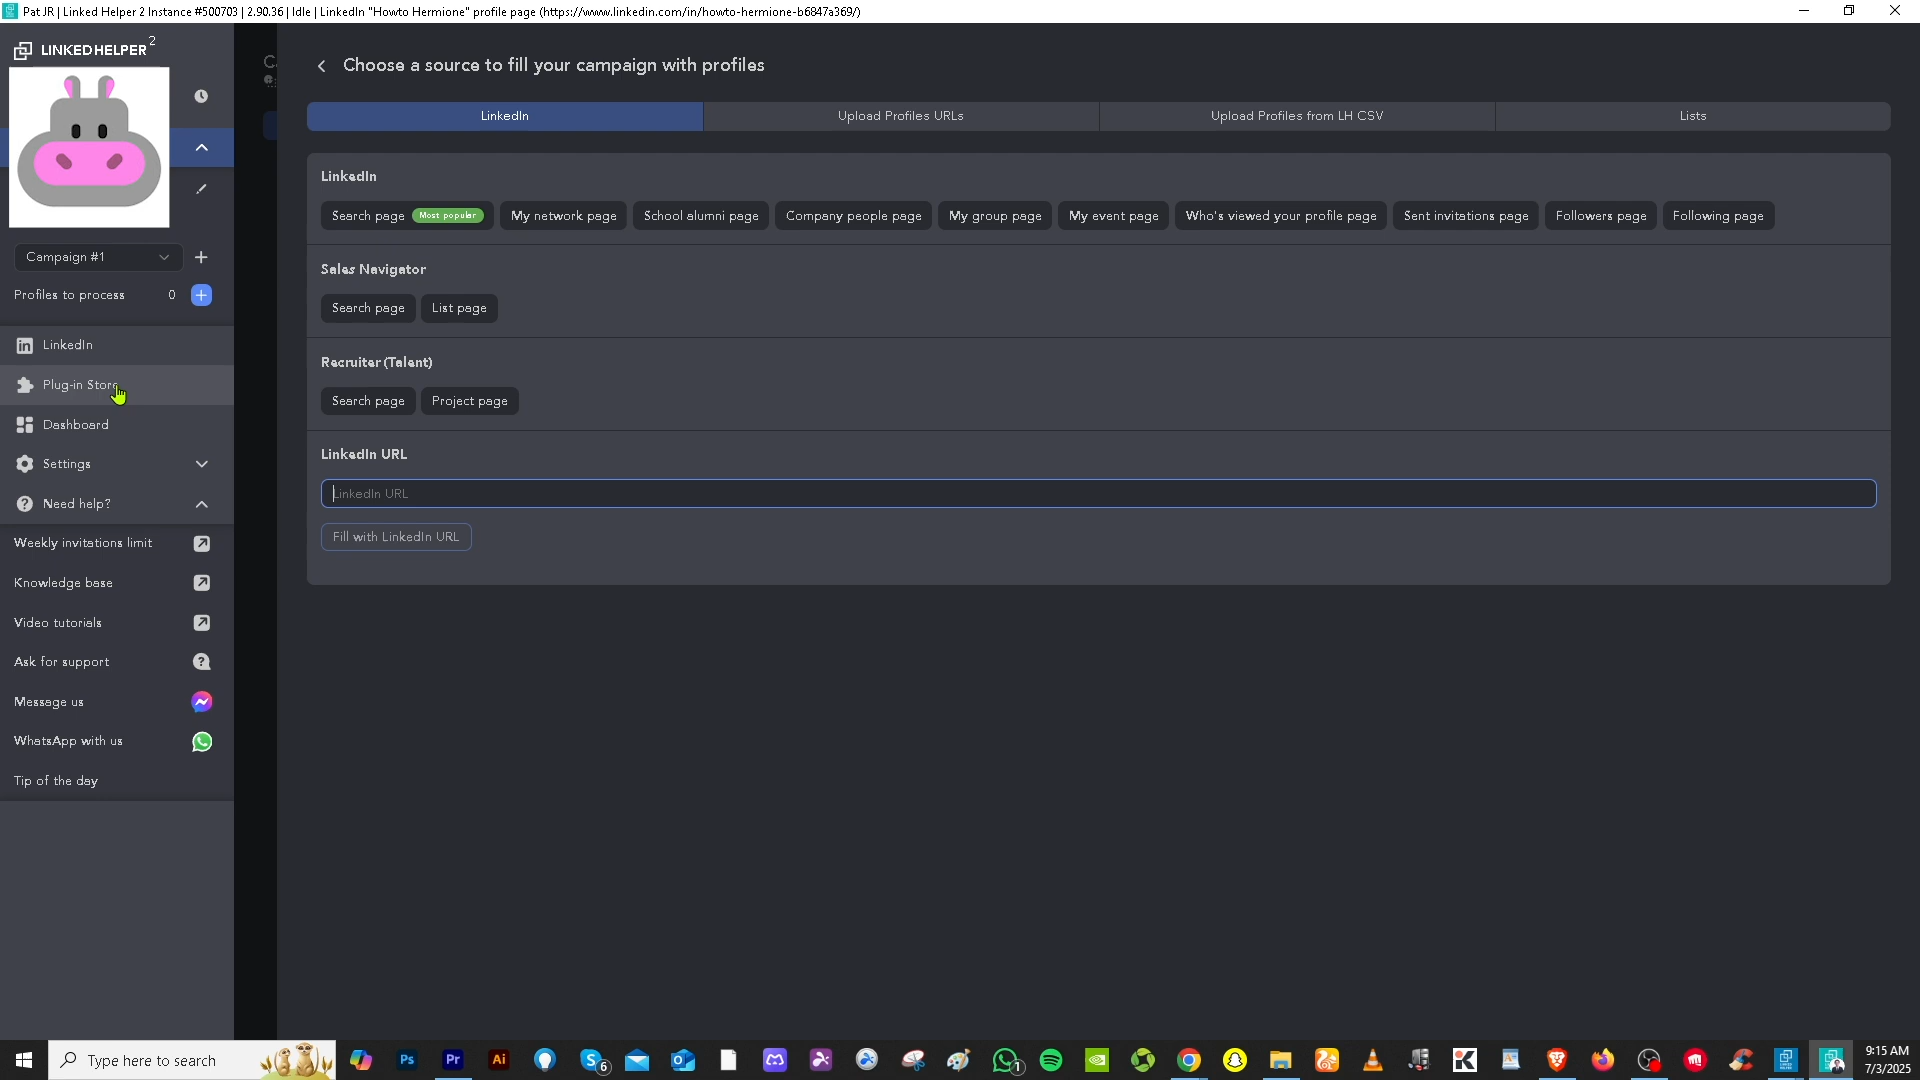 Pat JR | Linked Helper 2 Instance #500703 | 2.90.36 | Idle | LinkedIn "Howto Hermione" profile page (https://www.linkedin.com/in/howto-hermione-b6847a369/)
LINKEDHELPER 2
Campaign #1
Profiles to process 0
LinkedIn
Plug-in Store
Dashboard
Settings
Need help?
Weekly invitations limit
Knowledge base
Video tutorials
Ask for support
Message us
WhatsApp with us
Tip of the day
Choose a source to fill your campaign with profiles
LinkedIn Upload Profiles URLs Upload Profiles from LH CSV Lists
LinkedIn
Search page Most popular My network page School alumni page Company people page My group page My event page Who's viewed your profile page Sent invitations page Followers page Following page
Sales Navigator
Search page List page
Recruiter (Talent)
Search page Project page
LinkedIn URL
LinkedIn URL
Fill with LinkedIn URL
Type here to search
Ps
Pr
Ai
6
1
9:15 AM
7/3/2025